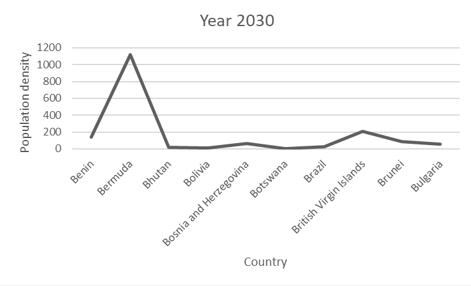 Year 2030
Population density
1200
1000
800
600
400
200
0
Benin
Bermuda
Bhutan
Bolivia
Bosnia and Herzegovina
Botswana
Brazil
British Virgin Islands
Brunei
Bulgaria
Country